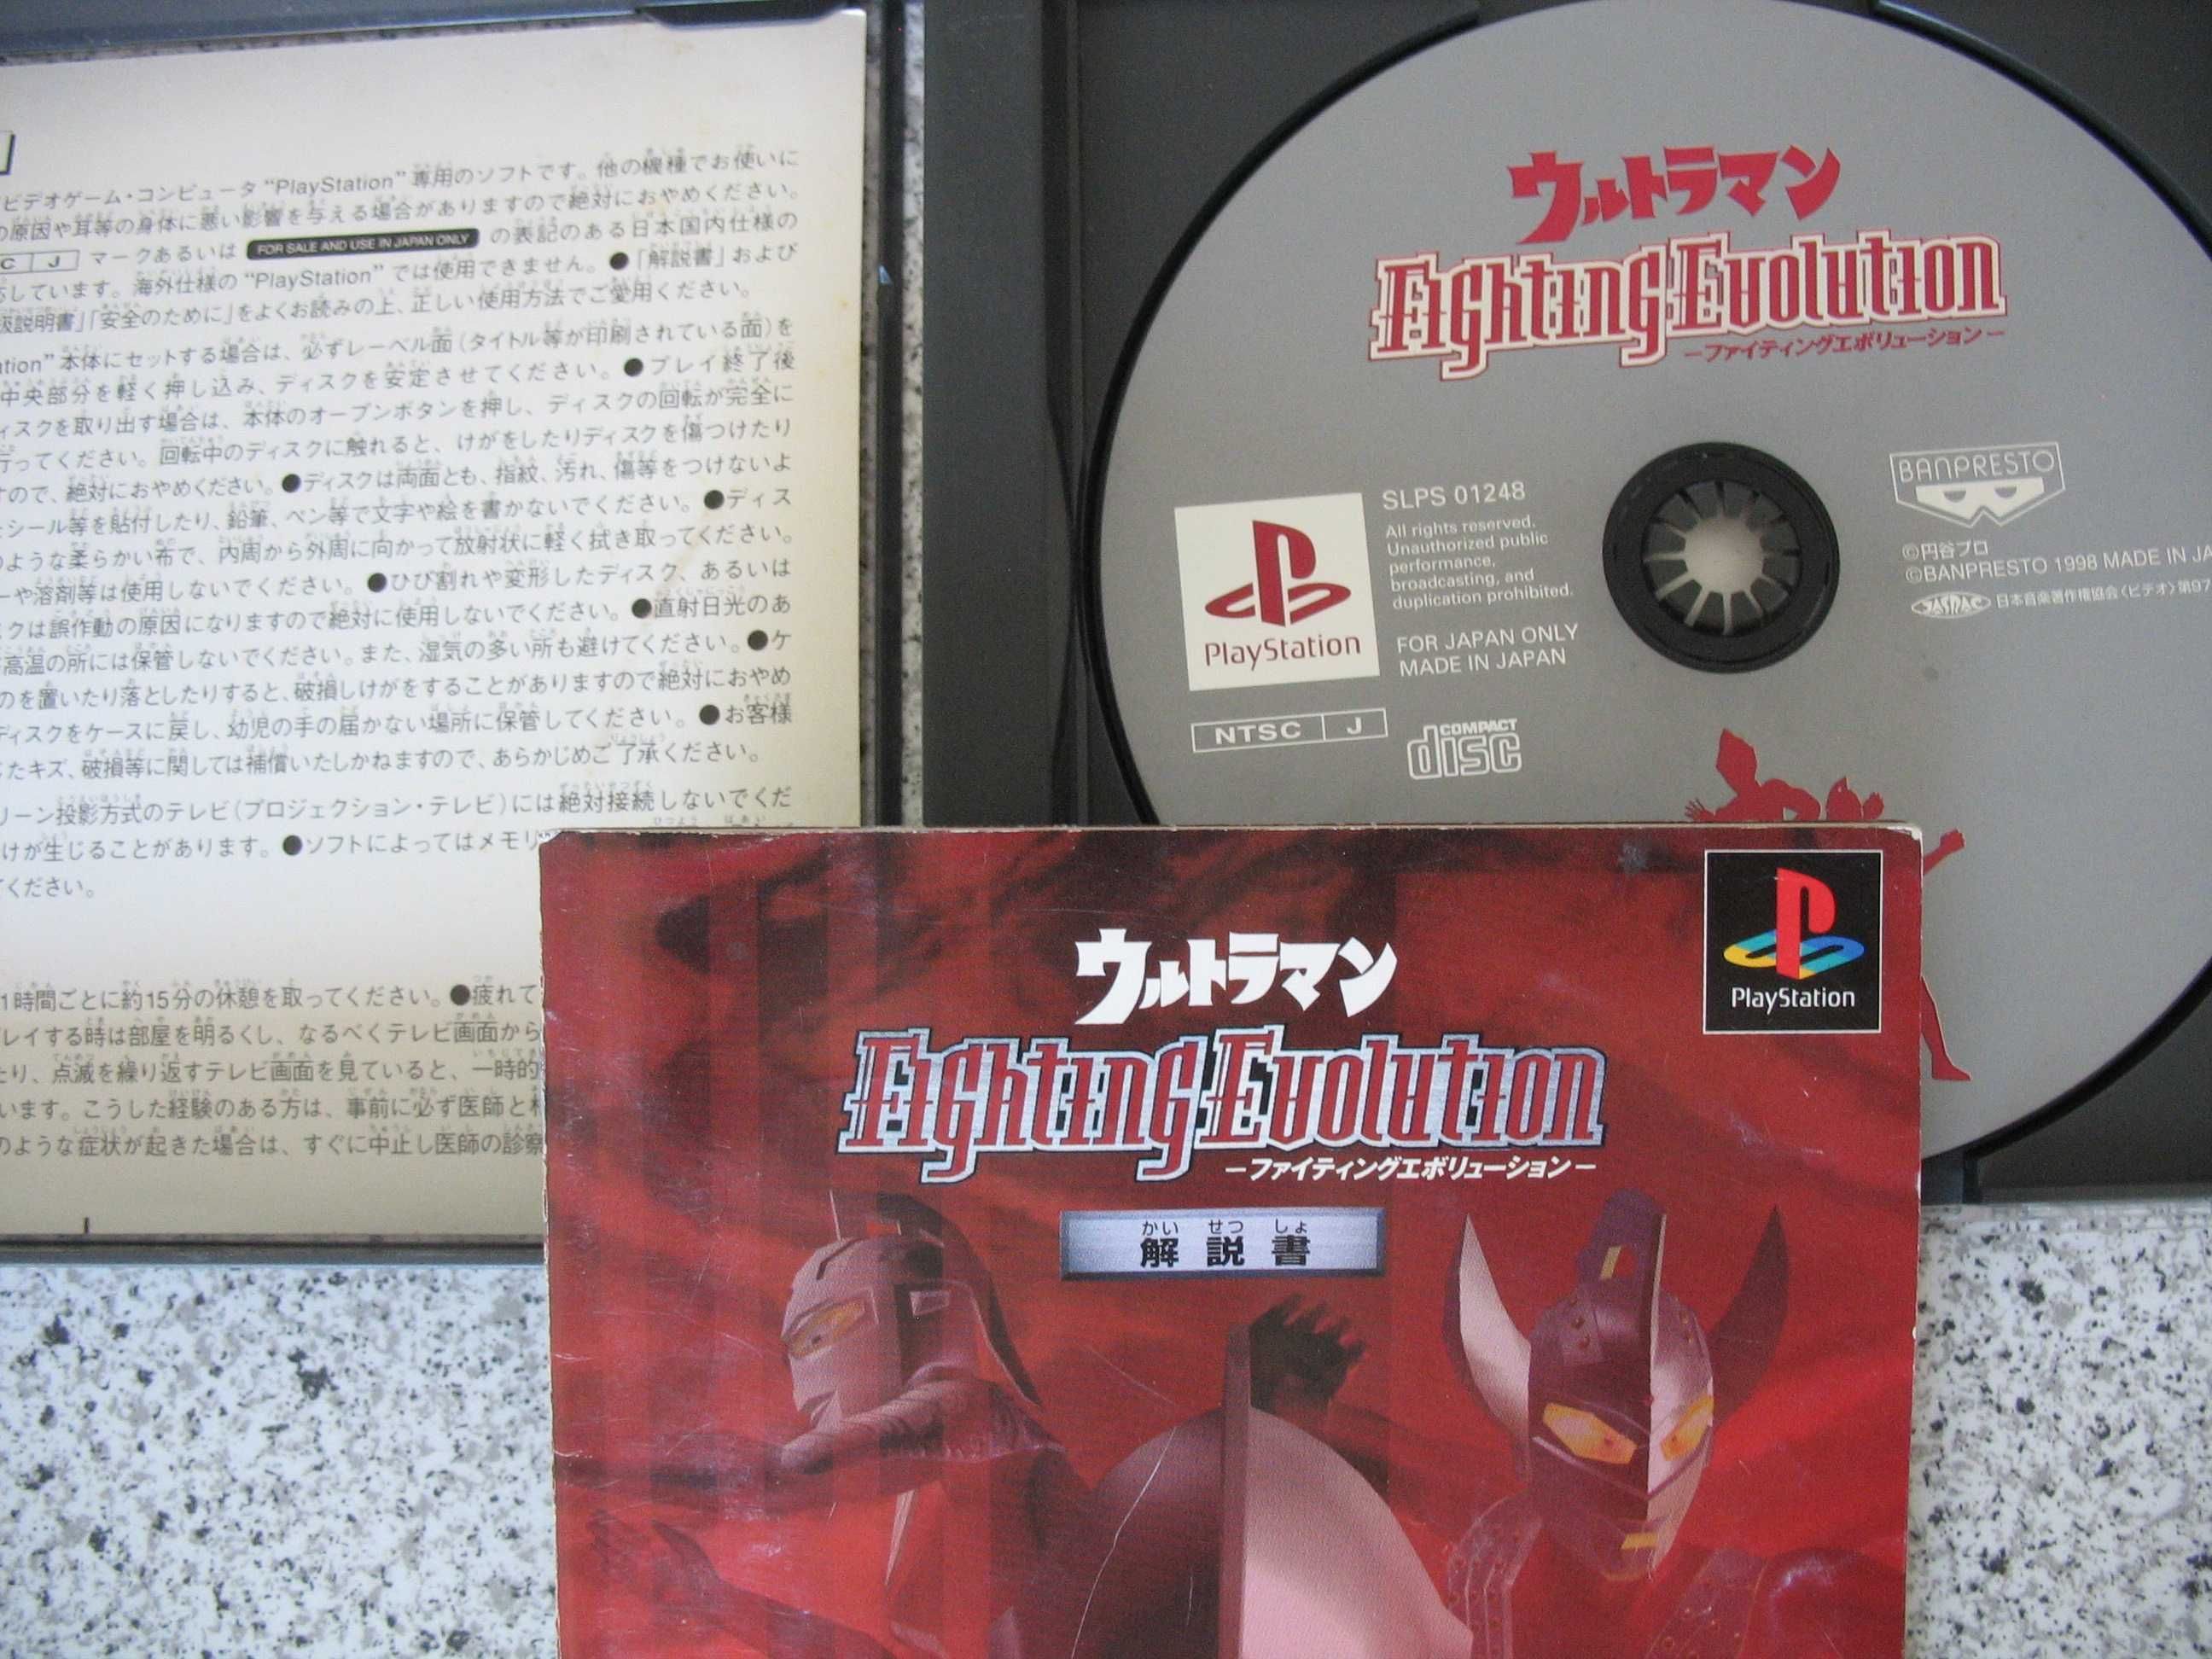 ビデオゲーム・コンピュータ“PlayStation”専用のソフトです。他の機種でお使いに
の原因や耳等の身体に悪い影響を与える場合がありますので絶対におやめください。
C J マークあるいは FOR SALE AND USE IN JAPAN ONLY の表記のある日本国内仕様の
しています。海外仕様の“PlayStation”では使用できません。●「解説書」および
扱説明書」「安全のために」をよくお読みの上、正しい使用方法でご愛用ください。
ation”本体にセットする場合は、必ずレーベル面(タイトル等が印刷されている面)を
中央部分を軽く押し込み、ディスクを安定させてください。●プレイ終了後
ィスクを取り出す場合は、本体のオープンボタンを押し、ディスクの回転が完全に
行ってください。回転中のディスクに触れると、けがをしたりディスクを傷つけたり
すので、絶対におやめください。●ディスクは両面とも、指紋、汚れ、傷等をつけないよ
シール等を貼付したり、鉛筆、ペン等で文字や絵を書かないでください。●ディス
のような柔らかい布で、内周から外周に向かって放射状に軽く拭き取ってください。
ーや溶剤等は使用しないでください。●ひび割れや変形したディスク、あるいは
クは誤作動の原因になりますので絶対に使用しないでください。●直射日光のあ
高温の所には保管しないでください。また、湿気の多い所も避けてください。●ケ
のを置いたり落としたりすると、破損しけがをすることがありますので絶対におやめ
ディスクをケースに戻し、幼児の手の届かない場所に保管してください。●お客様
たキズ、破損等に関しては補償いたしかねますので、あらかじめご了承ください。
リーン投影方式のテレビ(プロジェクション・テレビ)には絶対接続しないでくだ
けが生じることがあります。●ソフトによってはメモリ
ください。
1時間ごとに約15分の休憩を取ってください。●疲れて
レイする時は部屋を明るくし、なるべくテレビ画面から
たり、点滅を繰り返すテレビ画面を見ていると、一時的
います。こうした経験のある方は、事前に必ず医師と
のような症状が起きた場合は、すぐに中止し医師の診察
ウルトラマン
Fighting Evolution
－ファイティングエボリューション－
SLPS 01248
All rights reserved.
Unauthorized public
performance,
broadcasting, and
duplication prohibited.
FOR JAPAN ONLY
MADE IN JAPAN
PlayStation
NTSC J
COMPACT
disc
BANPRESTO
©円谷プロ
©BANPRESTO 1998 MADE IN JA
JASRAC 日本音楽著作権協会〈ビデオ〉第97
PlayStation
ウルトラマン
Fighting Evolution
－ファイティングエボリューション－
かい せつ しょ
解説書